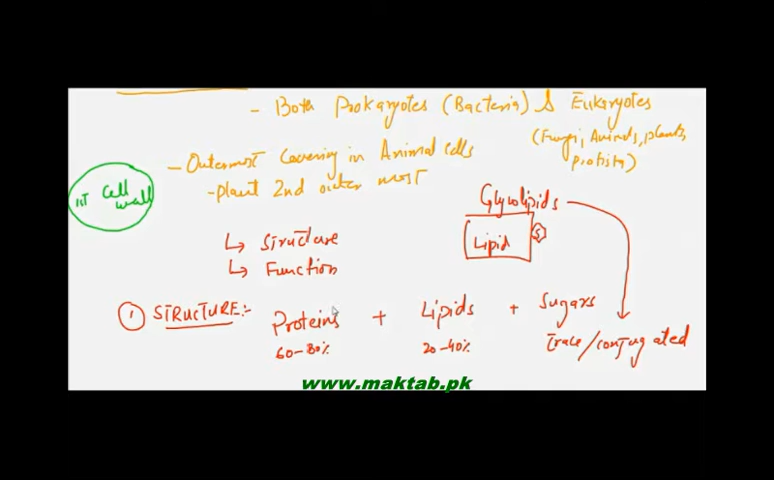 - Both Prokaryotes (Bacteria) & Eukaryotes
(Fungi, Animals, plants,
protists)
- Outermost Covering in Animal cells
- plant 2nd outer most
1st cell
wall
Glycolipids
Lipid S
↳ Structure
↳ Function
① STRUCTURE:-
Proteins + Lipids + Sugars
60-80% 20-40% Trace/conjugated
www.maktab.pk